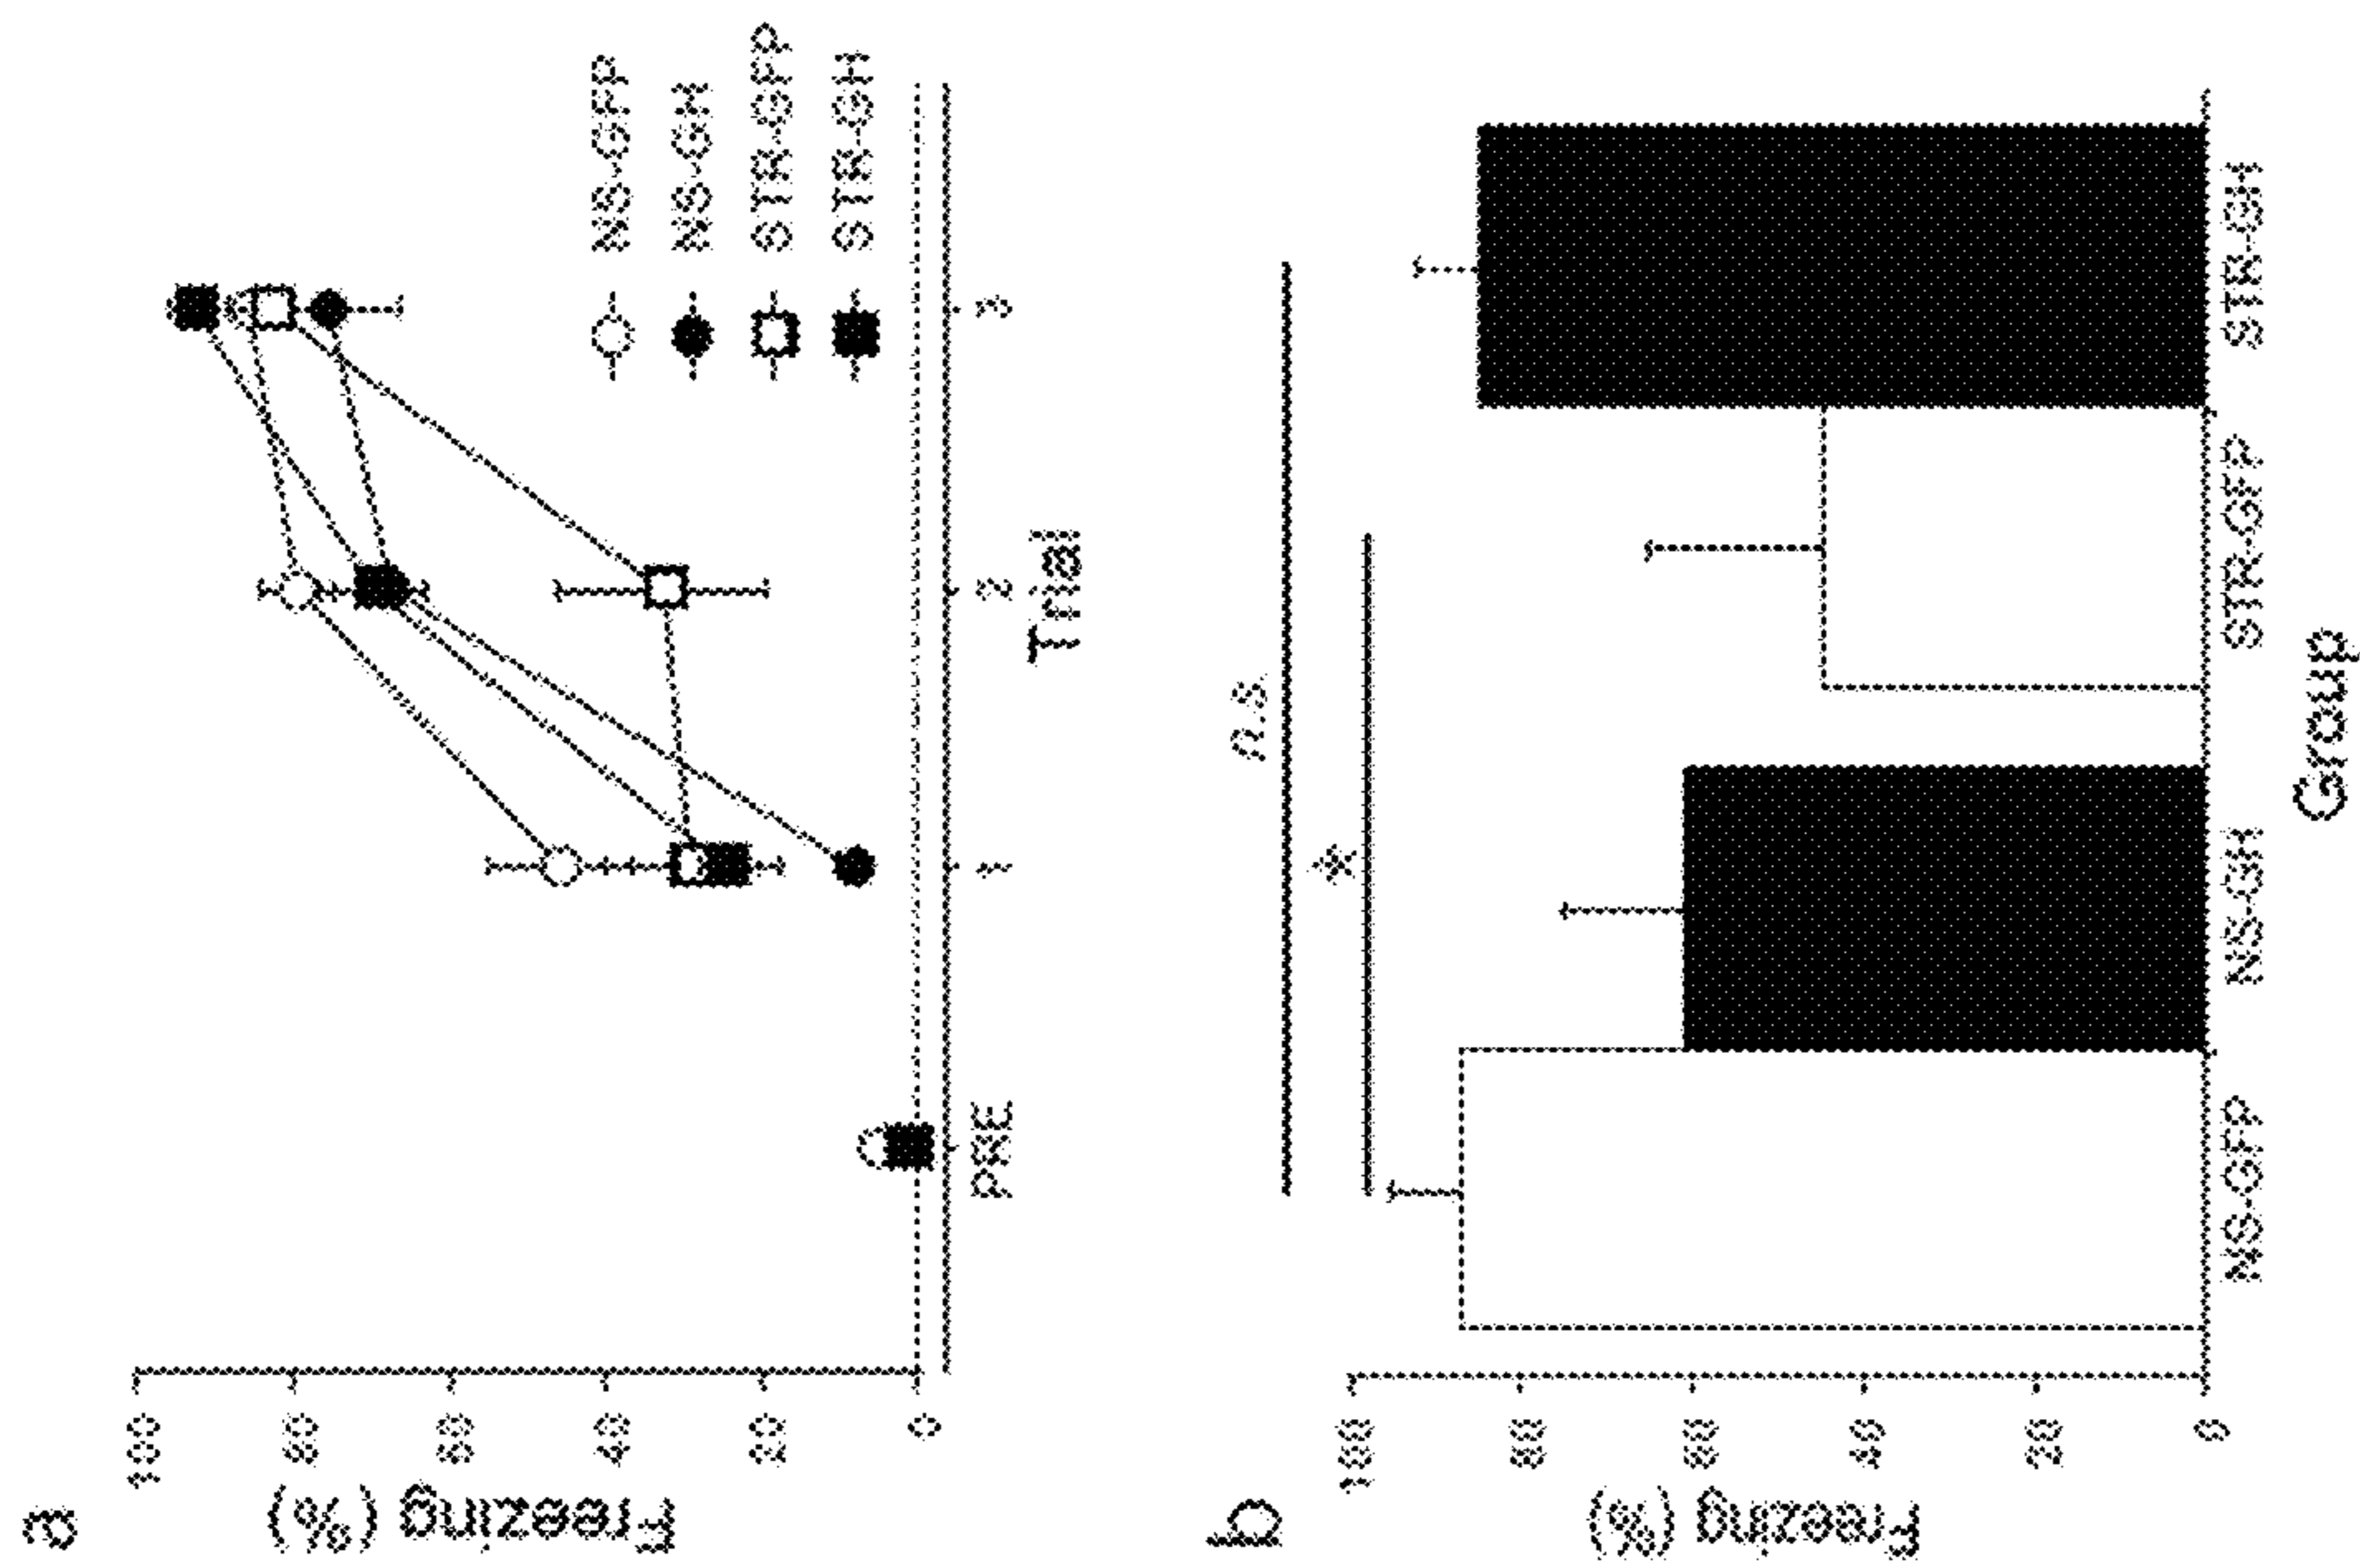 a
Freezing (%)
100
80
60
40
20
0
PRE
1
2
3
Trial
NS-GFP
NS-GH
STR-GFP
STR-GH
b
Freezing (%)
100
80
60
40
20
0
n.s.
*
NS-GFP
NS-GH
STR-GFP
STR-GH
Group